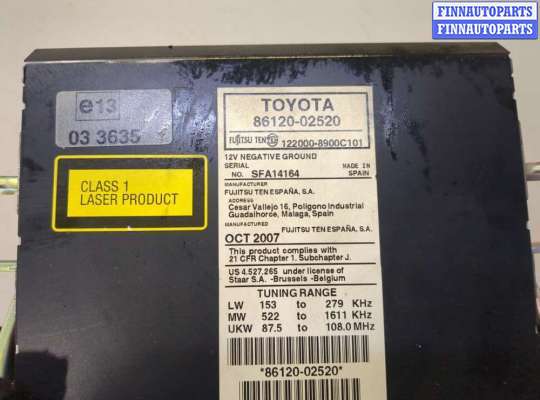 FINNAUTOPARTS
FINNAUTOPARTS
e13
03 3635
CLASS 1
LASER PRODUCT
TOYOTA
86120-02520
FUJITSU TEN
122000-8900C101
12V NEGATIVE GROUND
SERIAL
NO. SFA14164
MADE IN
SPAIN
MANUFACTURER
FUJITSU TEN ESPAÑA, S.A.
ADDRESS
Cesar Vallejo 16, Poligono Industrial
Guadalhorde, Malaga, Spain
MANUFACTURED
FUJITSU TEN ESPAÑA, S.A.
OCT 2007
This product complies with
21 CFR Chapter 1. Subchapter J.
US 4.527.265 under license of
Staar S.A. -Brussels -Belgium
TUNING RANGE
LW 153 to 279 KHz
MW 522 to 1611 KHz
UKW 87.5 to 108.0 MHz
*86120-02520*